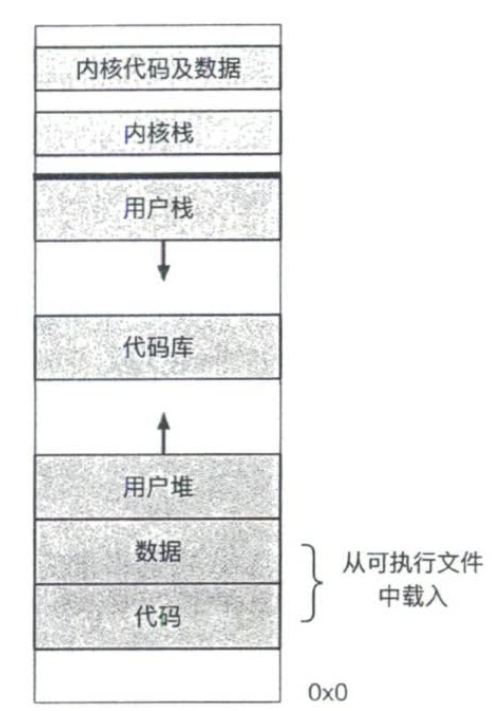 内核代码及数据
内核栈
用户栈
代码库
用户堆
数据
代码
从可执行文件
中载入
0x0